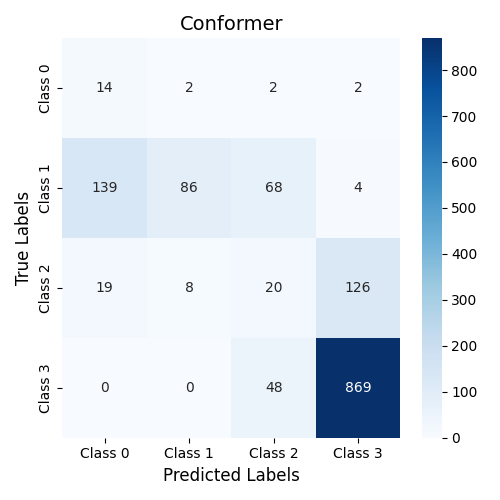 Conformer
True Labels
Class 0
14 2 2 2
Class 1
139 86 68 4
Class 2
19 8 20 126
Class 3
0 0 48 869
Class 0 Class 1 Class 2 Class 3
Predicted Labels
800
700
600
500
400
300
200
100
0